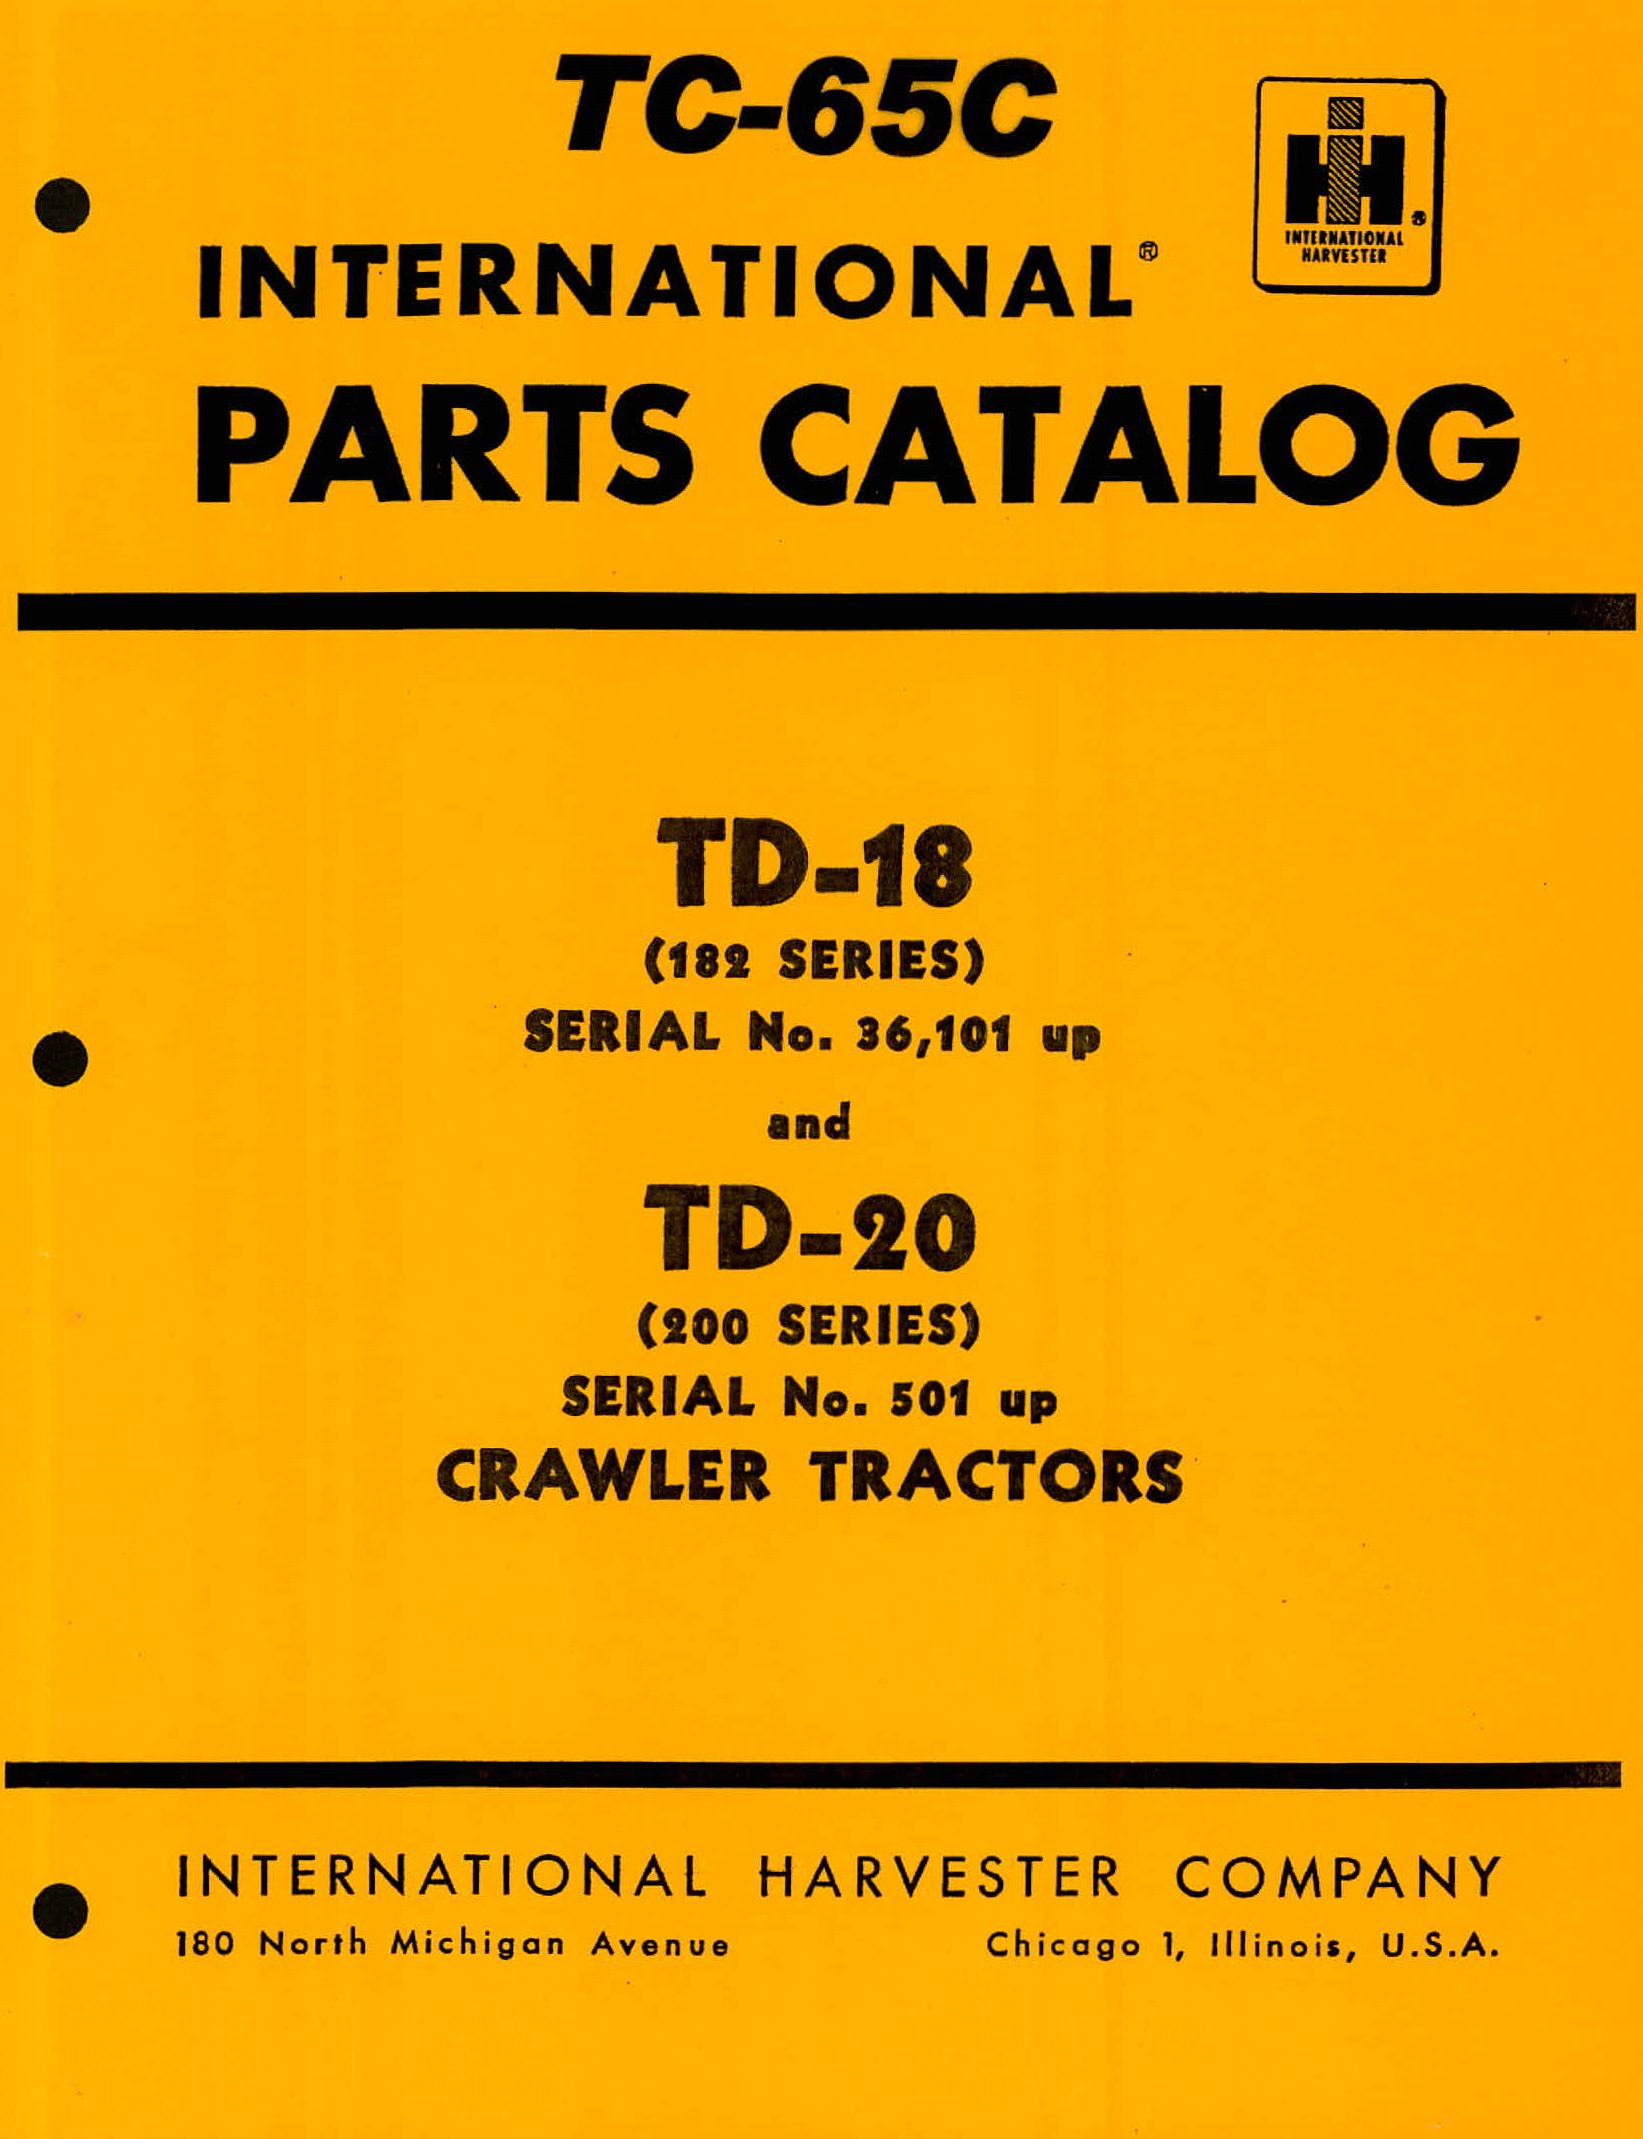 TC-65C
IH
INTERNATIONAL
HARVESTER
INTERNATIONAL®
PARTS CATALOG
TD-18
(182 SERIES)
SERIAL No. 36,101 up
and
TD-20
(200 SERIES)
SERIAL No. 501 up
CRAWLER TRACTORS
INTERNATIONAL HARVESTER COMPANY
180 North Michigan Avenue Chicago 1, Illinois, U.S.A.